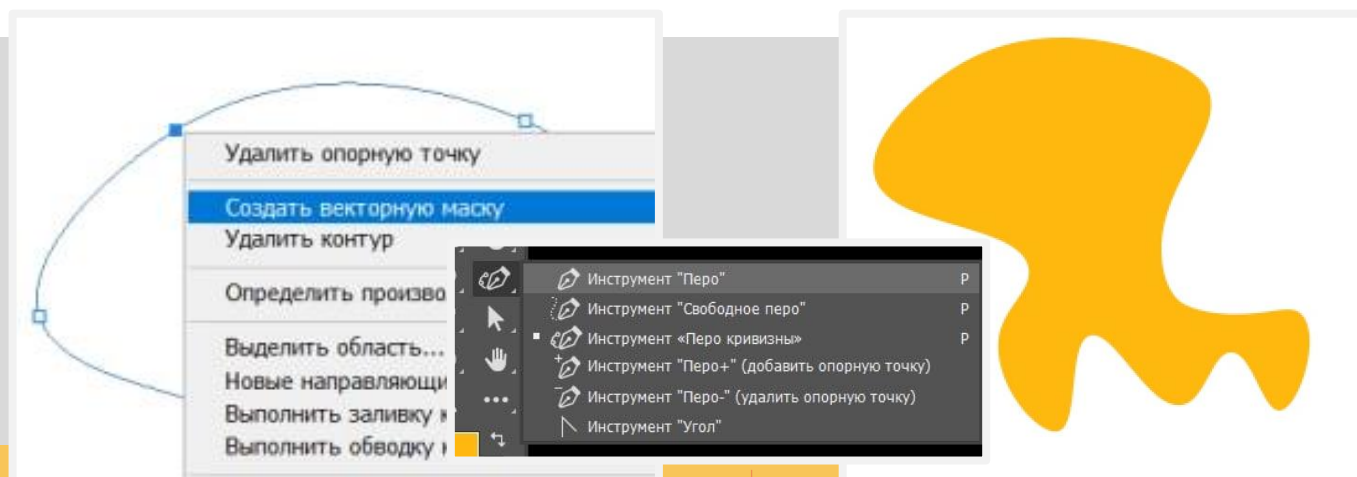 Удалить опорную точку
Создать векторную маску
Удалить контур
Определить произво
Выделить область...
Новые направляющи
Выполнить заливку к
Выполнить обводку к
Инструмент "Перо" P
Инструмент "Свободное перо" P
Инструмент «Перо кривизны» P
Инструмент "Перо+" (добавить опорную точку)
Инструмент "Перо-" (удалить опорную точку)
Инструмент "Угол"